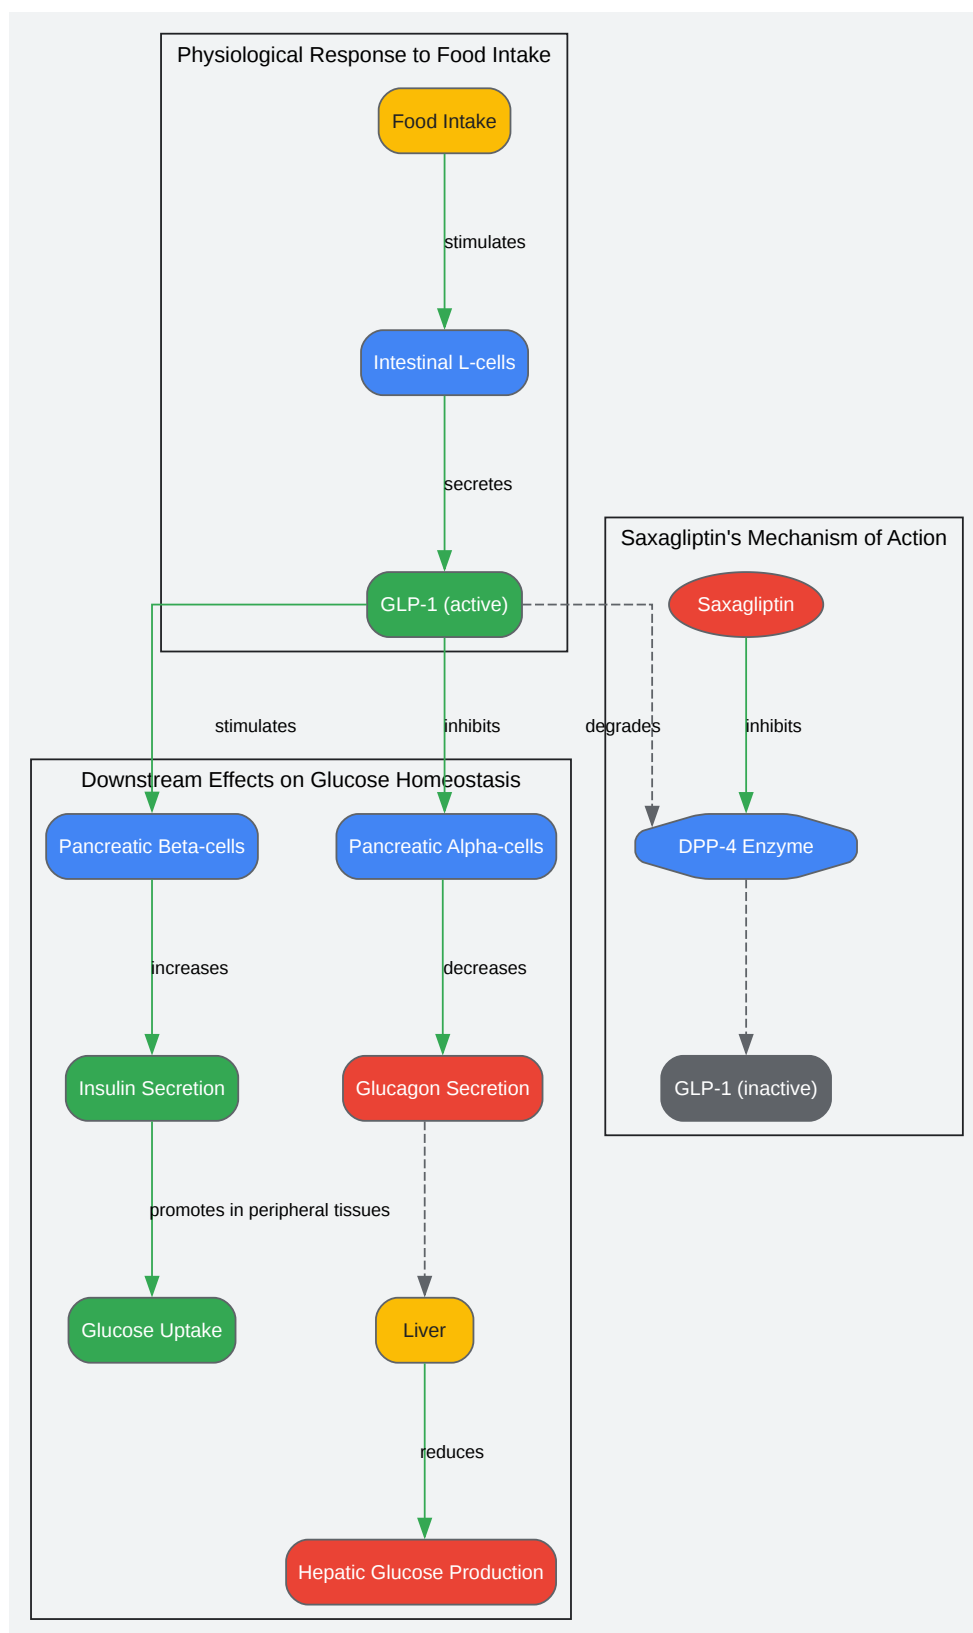 Physiological Response to Food Intake
Food Intake
stimulates
Intestinal L-cells
secretes
GLP-1 (active)
Saxagliptin's Mechanism of Action
Saxagliptin
stimulates
inhibits
degrades
inhibits
Downstream Effects on Glucose Homeostasis
Pancreatic Beta-cells
Pancreatic Alpha-cells
DPP-4 Enzyme
increases
decreases
Insulin Secretion
Glucagon Secretion
GLP-1 (inactive)
promotes in peripheral tissues
Glucose Uptake
Liver
reduces
Hepatic Glucose Production